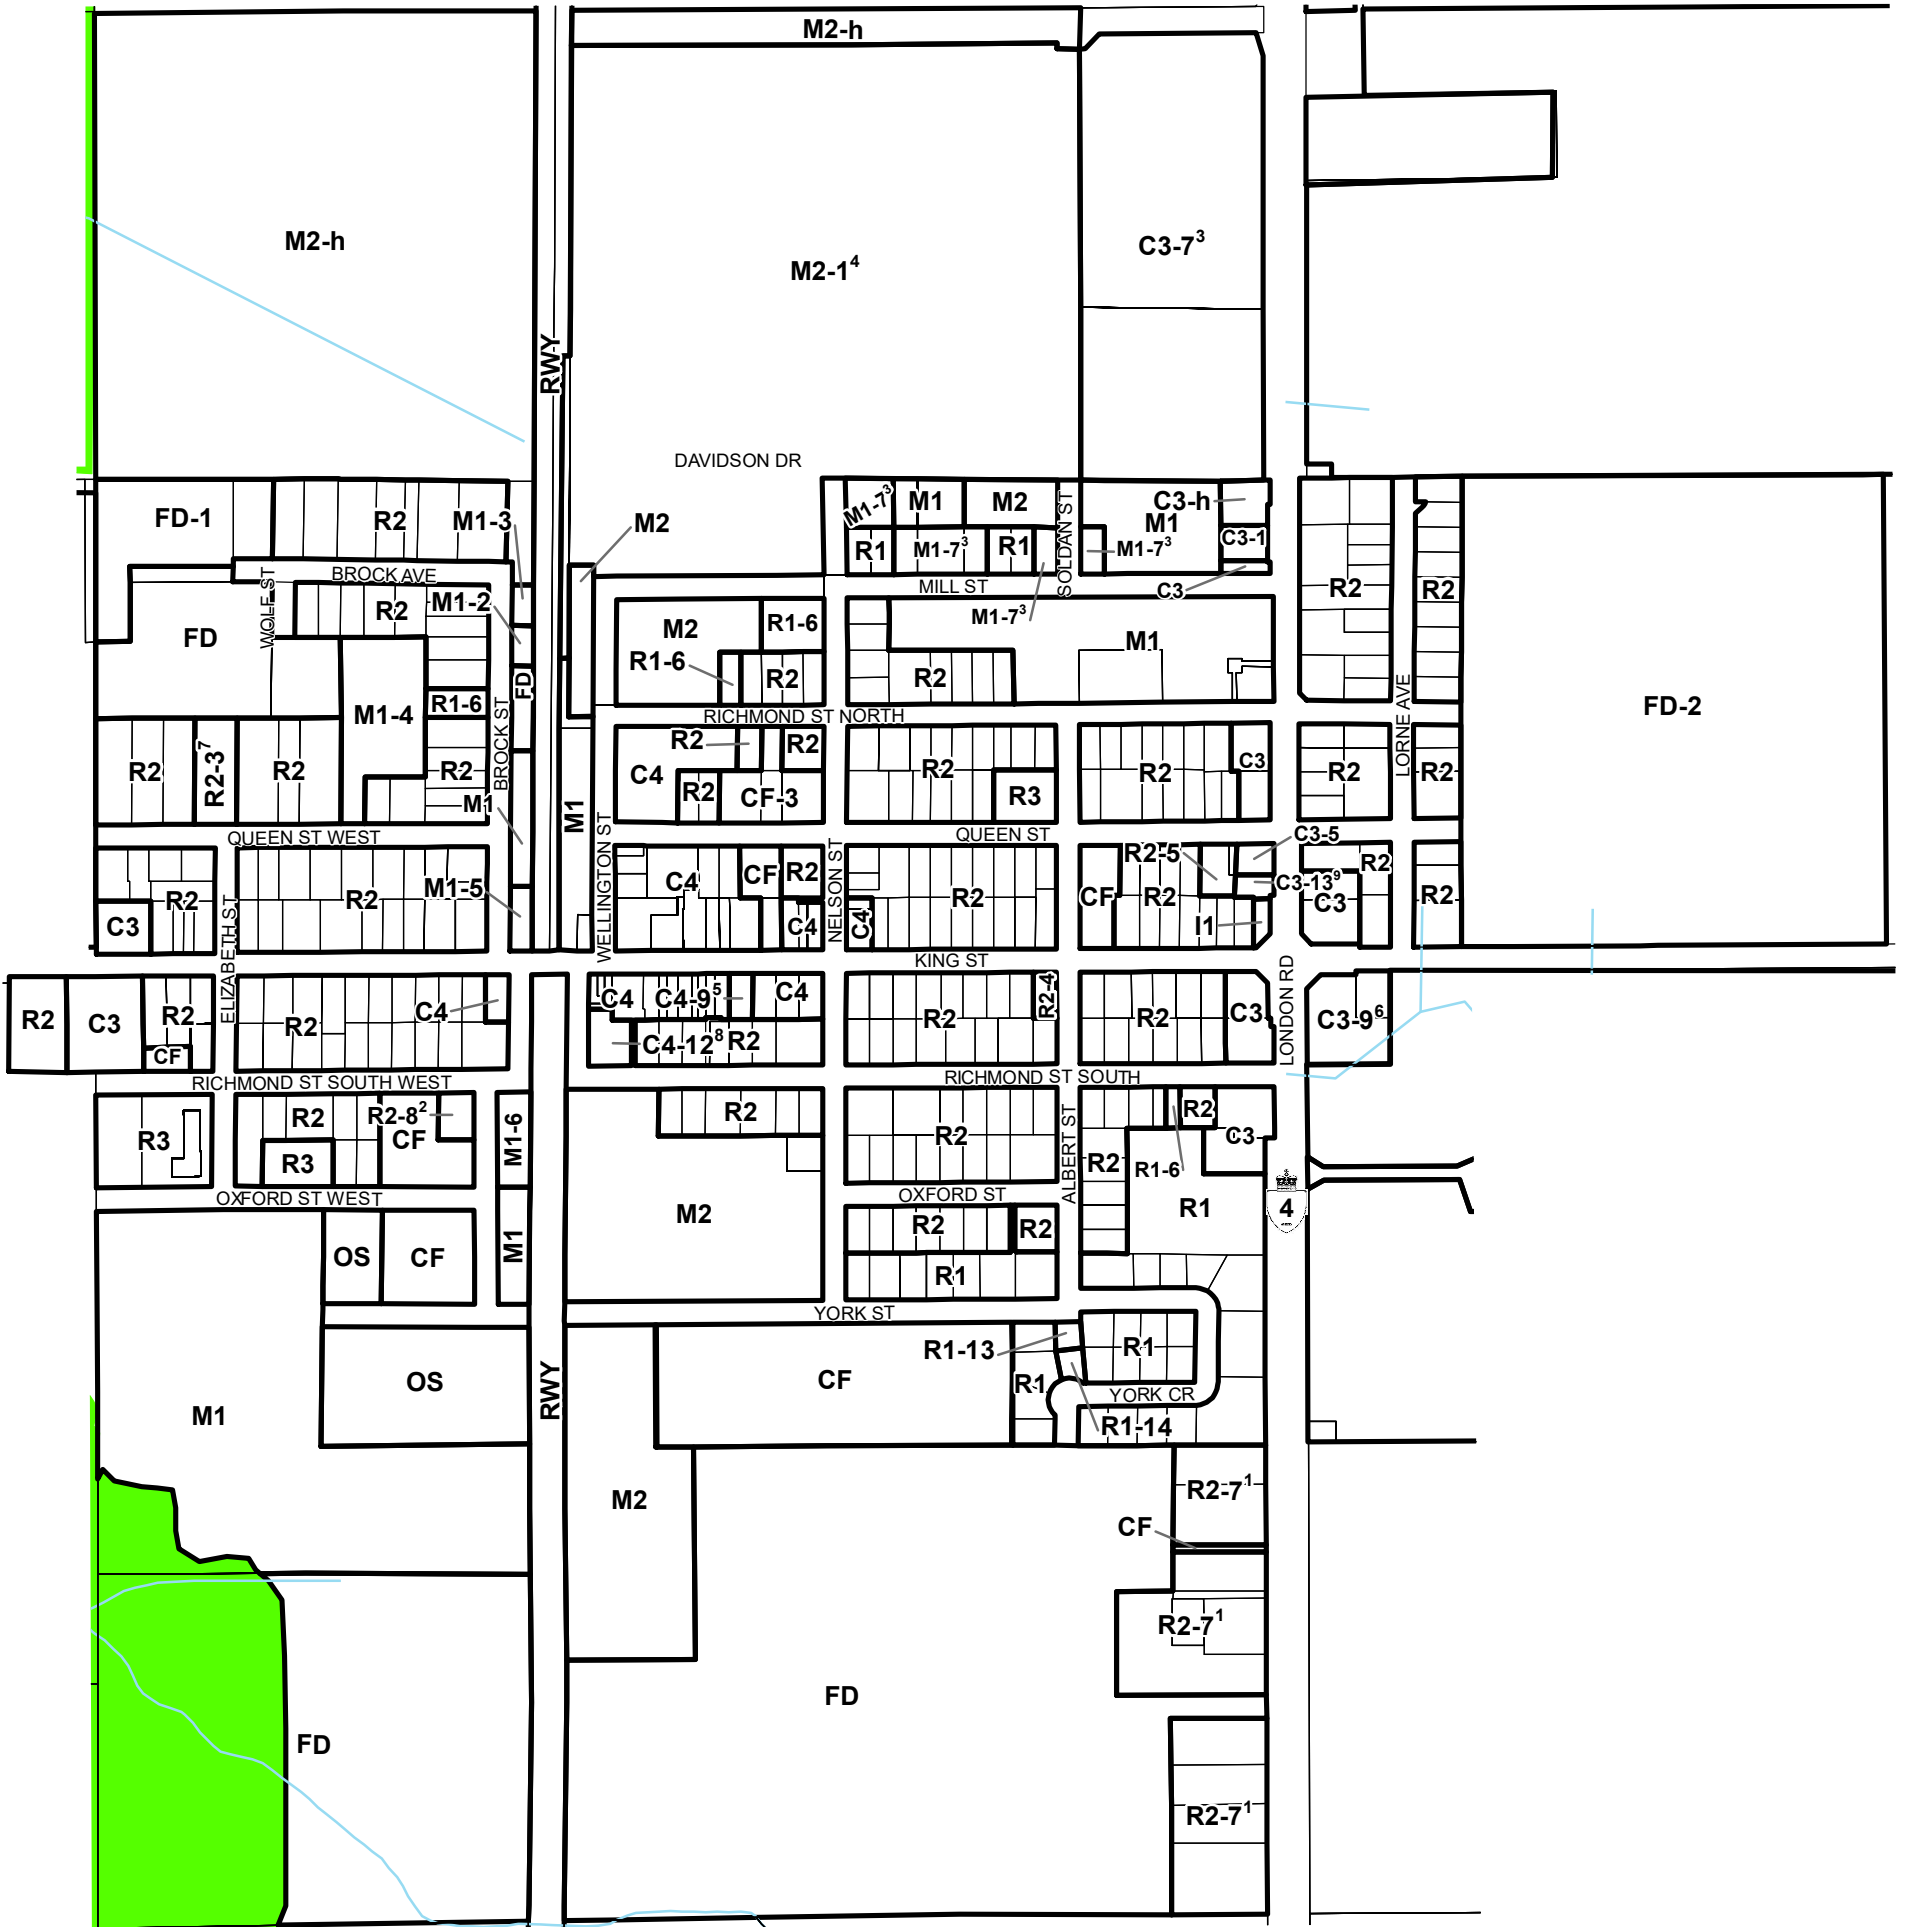 M2-h
M2-h
M2-1⁴
C3-7³
RWY
DAVIDSON DR
FD-1
R2
M1-3
M2
M1-7³
M1
M2
SOLDAN ST
C3-h
M1
C3-1
R1
M1-7³
R1
M1-7³
C3
BROCK AVE
MILL ST
M1-7³
WOLF ST
FD
R2
M1-2
M2
R1-6
R1-6
R2
R2
M1
R2
R2
FD
R1-6
M1-4
BROCK ST
RICHMOND ST NORTH
LORNE AVE
FD-2
R2
R2-3⁷
R2
R2
M1
M1
C4
R2
R2
R2
CF-3
R2
R3
R2
C3
R2
R2
QUEEN ST WEST
WELLINGTON ST
QUEEN ST
NELSON ST
C3
R2
ELIZABETH ST
R2
M1-5
C4
CF
R2
C4
C4
R2
CF
R2-5
R2
C3-5
C3-13⁹
I1
R2
C3
R2
KING ST
R2
C3
R2
CF
R2
C4
C4
C4-9⁵
C4
C4-12⁸
R2
R2
R2-4
R2
C3
LONDON RD
C3-9⁶
RICHMOND ST SOUTH WEST
RICHMOND ST SOUTH
R3
R2
R2-8²
CF
R3
M1-6
R2
R2
ALBERT ST
R2
R1-6
R2
C3
R1
4
OXFORD ST WEST
OXFORD ST
M2
OS
CF
M1
R2
R2
R1
YORK ST
M1
OS
RWY
CF
R1-13
R1
R1
YORK CR
R1-14
M2
R2-7¹
CF
R2-7¹
FD
FD
R2-7¹